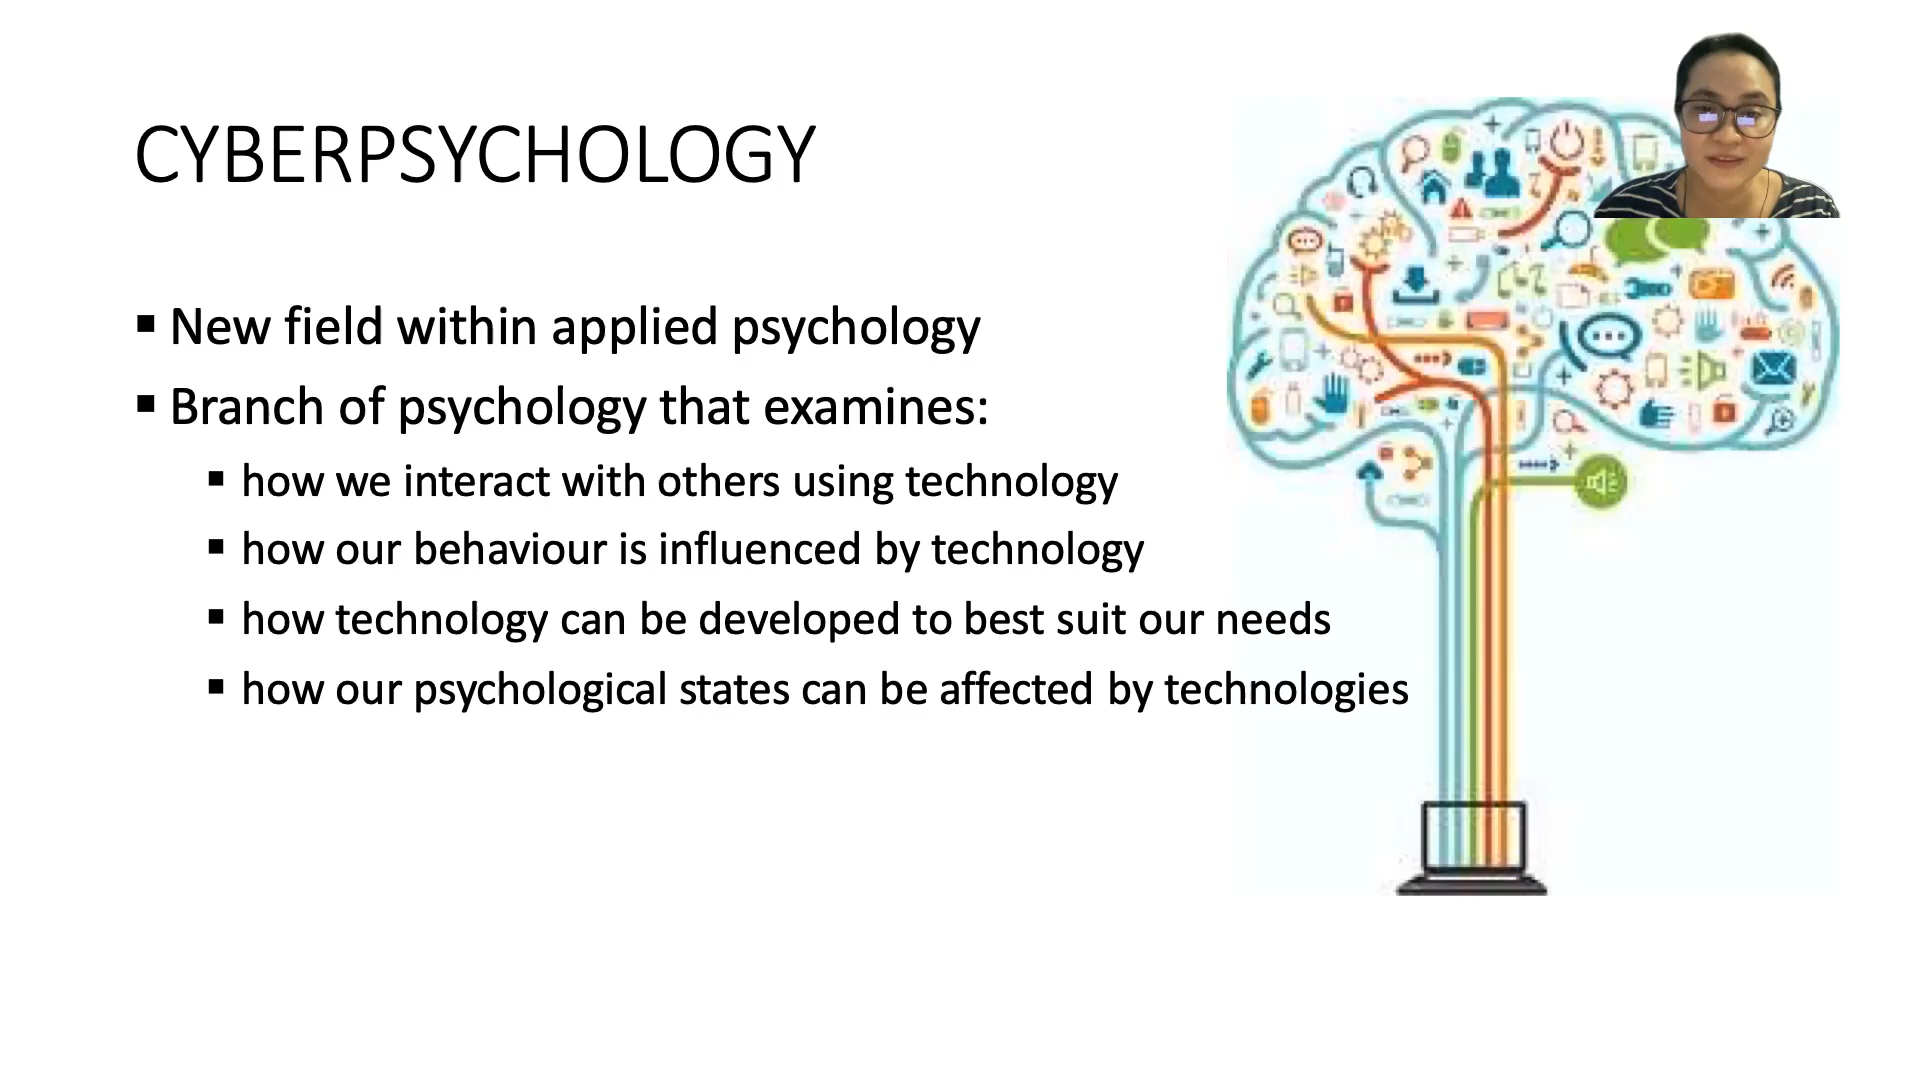 CYBERPSYCHOLOGY
▪ New field within applied psychology
▪ Branch of psychology that examines:
▪ how we interact with others using technology
▪ how our behaviour is influenced by technology
▪ how technology can be developed to best suit our needs
▪ how our psychological states can be affected by technologies